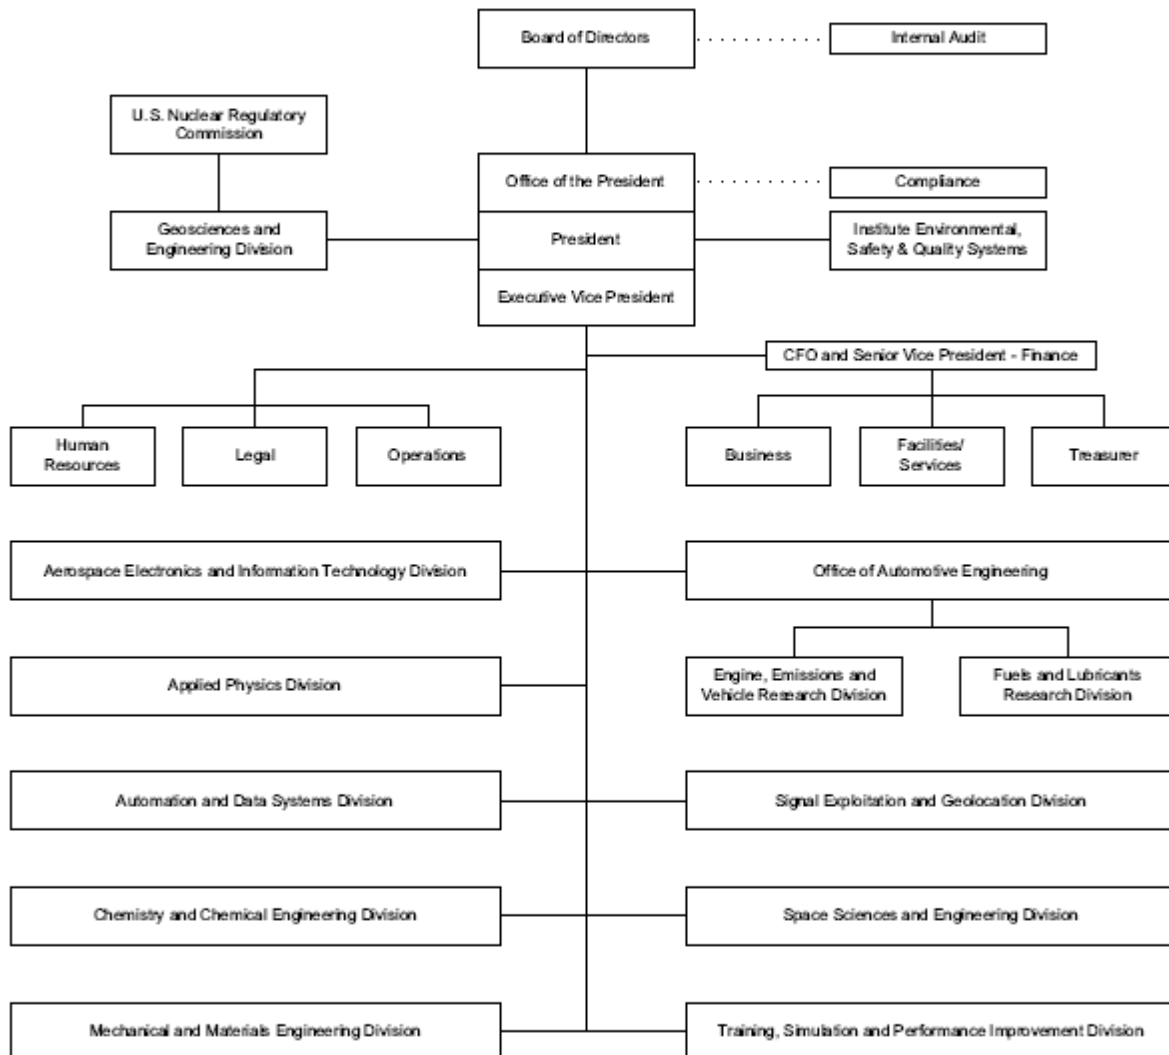 Board of Directors
Internal Audit
U.S. Nuclear Regulatory
Commission
Office of the President
Compliance
Geosciences and
Engineering Division
President
Institute Environmental,
Safety & Quality Systems
Executive Vice President
CFO and Senior Vice President - Finance
Human
Resources
Legal
Operations
Business
Facilities/
Services
Treasurer
Aerospace Electronics and Information Technology Division
Office of Automotive Engineering
Applied Physics Division
Engine, Emissions and
Vehicle Research Division
Fuels and Lubricants
Research Division
Automation and Data Systems Division
Signal Exploitation and Geolocation Division
Chemistry and Chemical Engineering Division
Space Sciences and Engineering Division
Mechanical and Materials Engineering Division
Training, Simulation and Performance Improvement Division